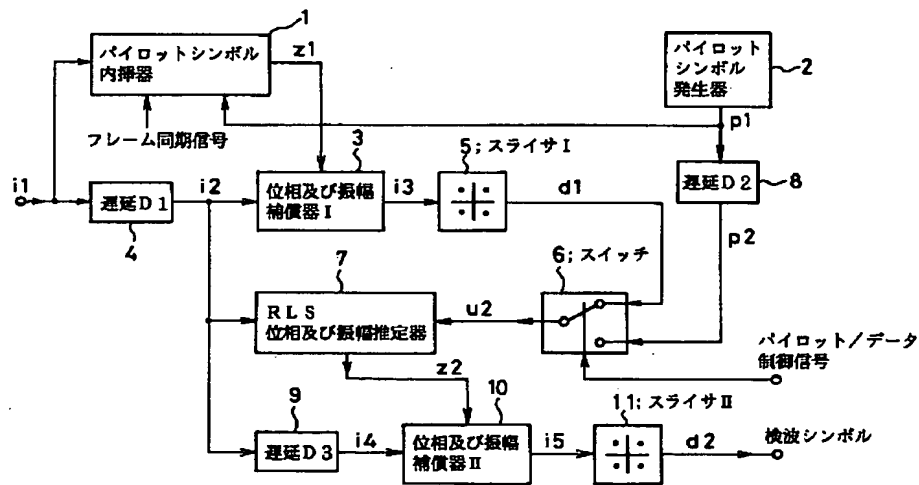 1
パイロットシンボル
内挿器
z1
パイロット
シンボル
発生器
2
フレーム同期信号
p1
3
5;スライサⅠ
i1
遅延D1
i2
位相及び振幅
補償器Ⅰ
i3
d1
遅延D2
8
4
p2
7
6;スイッチ
RLS
位相及び振幅推定器
u2
パイロット/データ
制御信号
z2
9
10
11;スライサⅡ
遅延D3
i4
位相及び振幅
補償器Ⅱ
i5
d2
検波シンボル